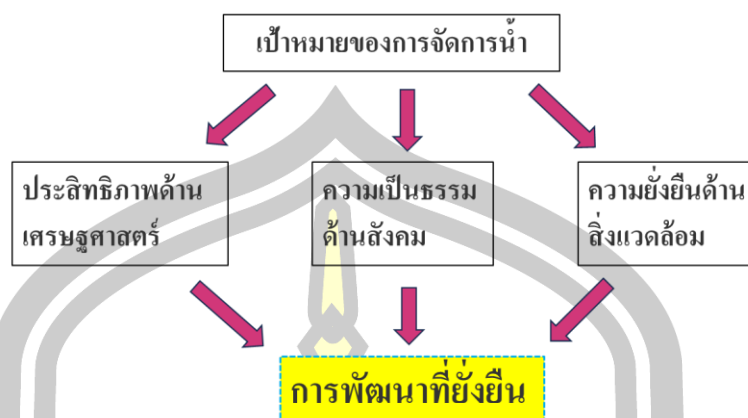 เป้าหมายของการจัดการน้ำ
ประสิทธิภาพด้าน
เศรษฐศาสตร์
ความเป็นธรรม
ด้านสังคม
ความยั่งยืนด้าน
สิ่งแวดล้อม
การพัฒนาที่ยั่งยืน